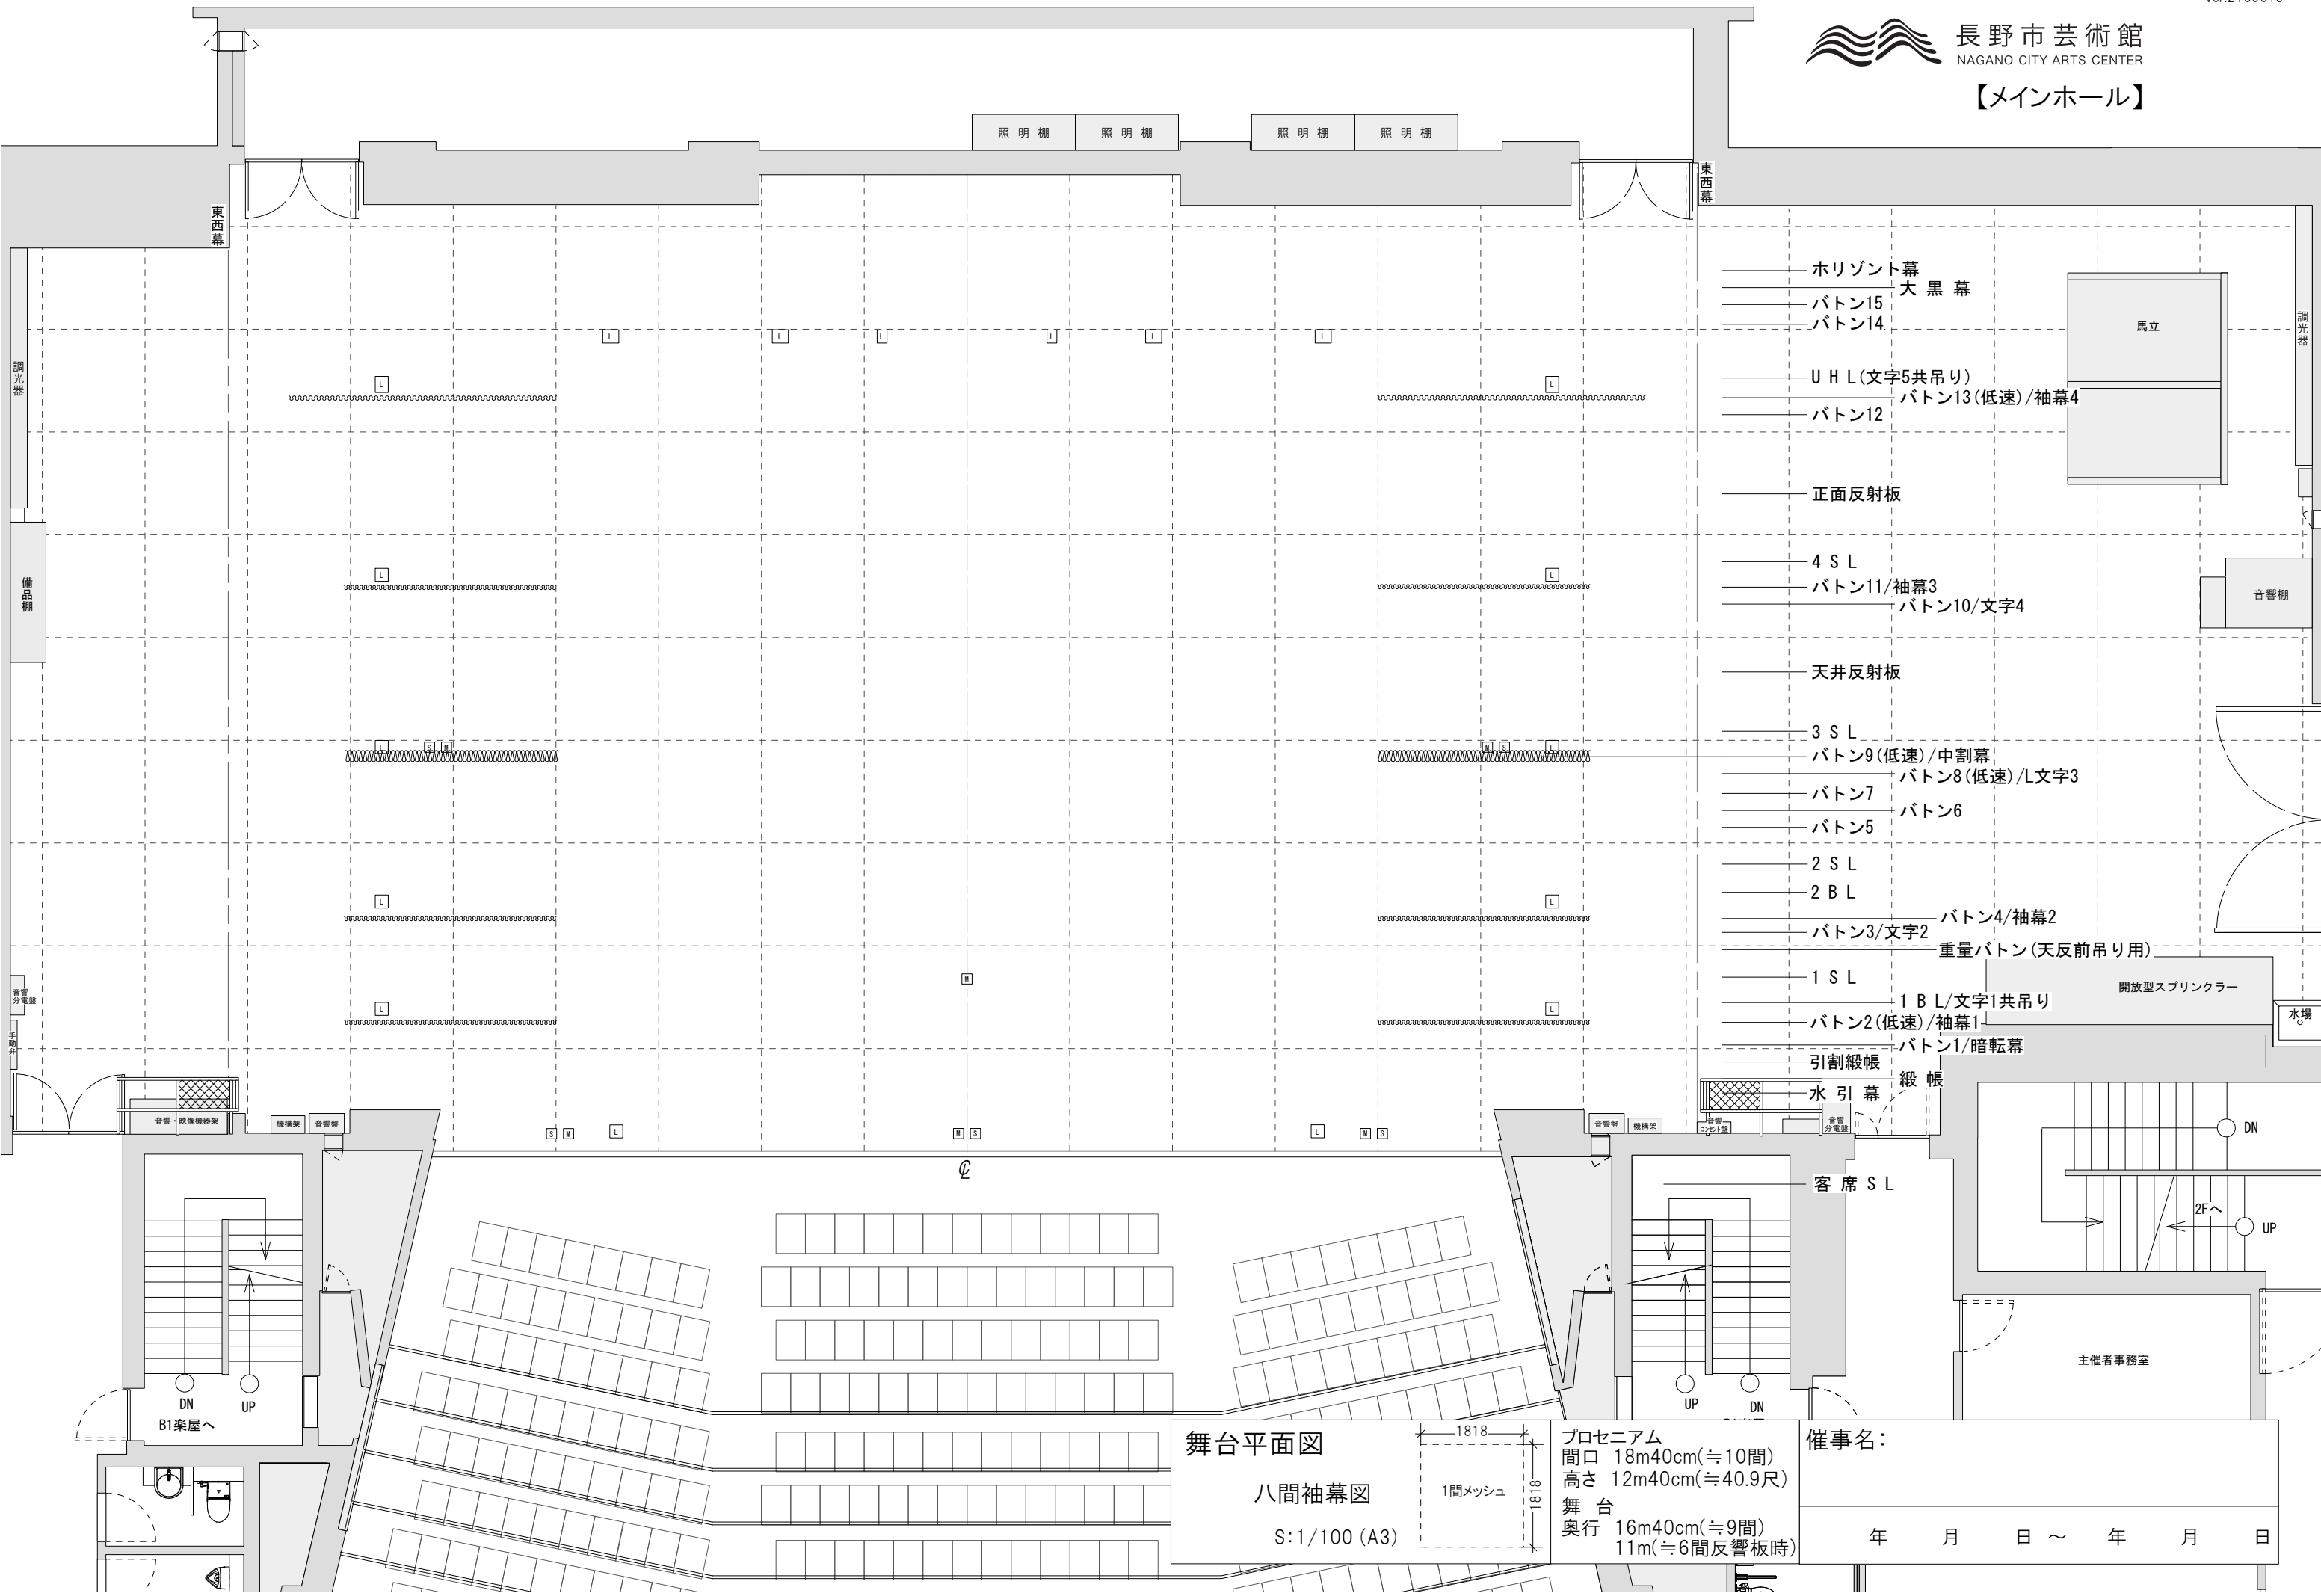 長野市芸術館
NAGANO CITY ARTS CENTER
【メインホール】
照明棚
照明棚
照明棚
照明棚
東西幕
東西幕
ホリゾント幕
大黒幕
バトン15
バトン14
馬立
調光器
調光器
UHL(文字5共吊り)
バトン13(低速)/袖幕4
バトン12
L
L
L
L
L
L
L
L
正面反射板
4SL
バトン11/袖幕3
バトン10/文字4
L
L
備品棚
音響棚
天井反射板
3SL
バトン9(低速)/中割幕
バトン8(低速)/L文字3
バトン7
バトン6
バトン5
L
S
M
M
S
L
2SL
2BL
バトン4/袖幕2
バトン3/文字2
重量バトン(天反前吊り用)
L
L
M
1SL
開放型スプリンクラー
1BL/文字1共吊り
バトン2(低速)/袖幕1
バトン1/暗転幕
引割緞帳
緞帳
水引幕
L
L
水場
音響
分電盤
手動弁
音響・映像機器架
機構架
音響盤
S
M
L
M
S
L
M
S
音響盤
機構架
音響
コンセント盤
音響
分電盤
℄
客席SL
DN
2Fへ
UP
主催者事務室
DN
UP
B1楽屋へ
UP
DN
舞台平面図
八間袖幕図
S:1/100 (A3)
1818
1818
1間メッシュ
プロセニアム
間口 18m40cm(≒10間)
高さ 12m40cm(≒40.9尺)
舞 台
奥行 16m40cm(≒9間)
11m(≒6間反響板時)
催事名:
年 月 日 ～ 年 月 日